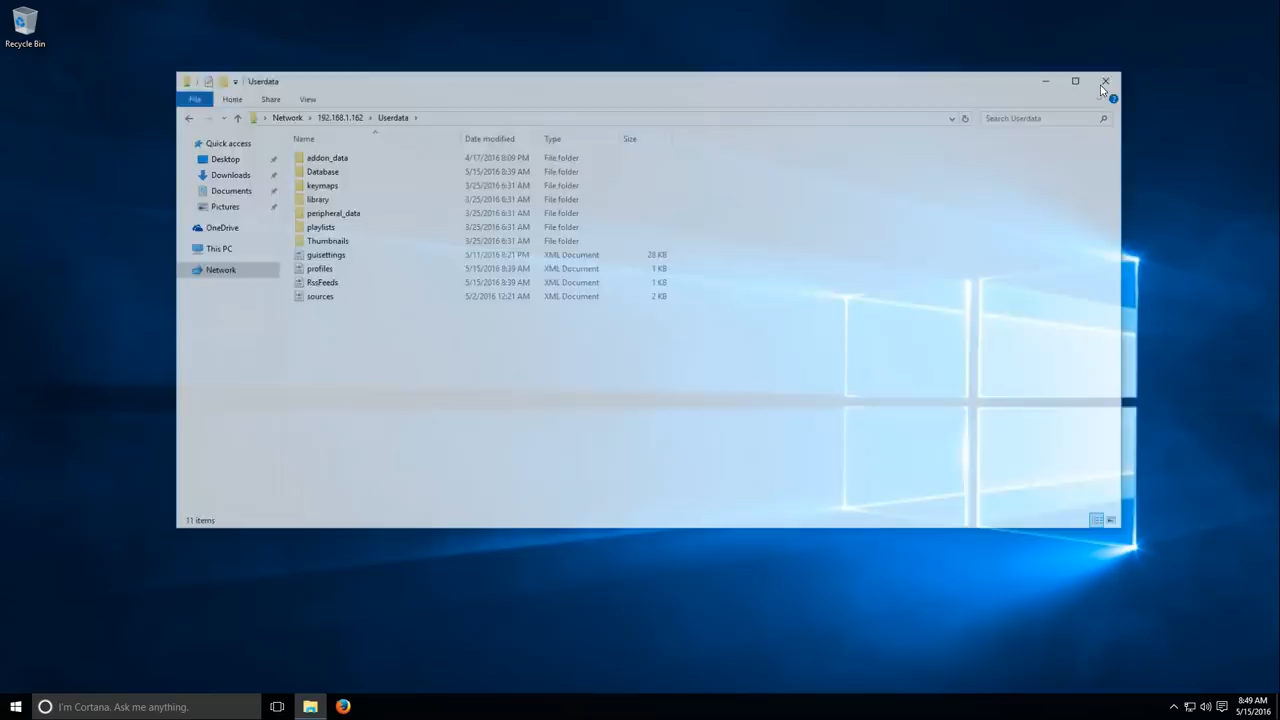 Recycle Bin
Userdata
File Home Share View
Network 192.168.1.162 Userdata
Search Userdata
Name Date modified Type Size
Quick access
Desktop
Downloads
Documents
Pictures
OneDrive
This PC
Network
addon_data 4/17/2016 8:09 PM File folder
Database 5/15/2016 8:39 AM File folder
keymaps 3/25/2016 6:31 AM File folder
library 3/25/2016 6:31 AM File folder
peripheral_data 3/25/2016 6:31 AM File folder
playlists 3/25/2016 6:31 AM File folder
Thumbnails 3/25/2016 6:31 AM File folder
guisettings 5/11/2016 6:21 PM XML Document 28 KB
profiles 5/15/2016 8:39 AM XML Document 1 KB
RssFeeds 5/15/2016 8:39 AM XML Document 1 KB
sources 5/2/2016 12:21 AM XML Document 2 KB
11 items
I'm Cortana. Ask me anything.
8:49 AM
5/15/2016